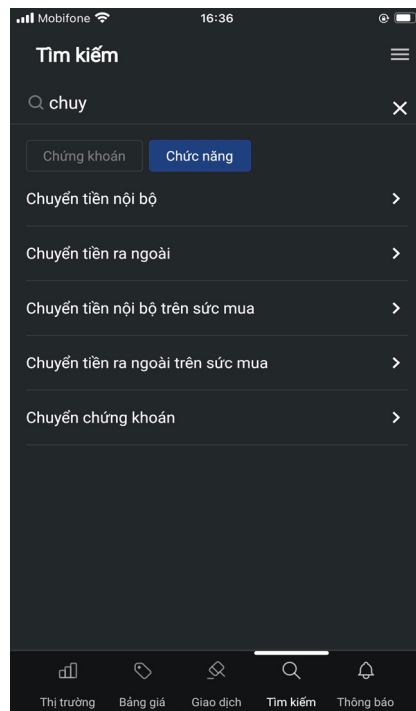 Mobifone 16:36
Tìm kiếm
chuy
Chứng khoán Chức năng
Chuyển tiền nội bộ
Chuyển tiền ra ngoài
Chuyển tiền nội bộ trên sức mua
Chuyển tiền ra ngoài trên sức mua
Chuyển chứng khoán
Thị trường Bảng giá Giao dịch Tìm kiếm Thông báo